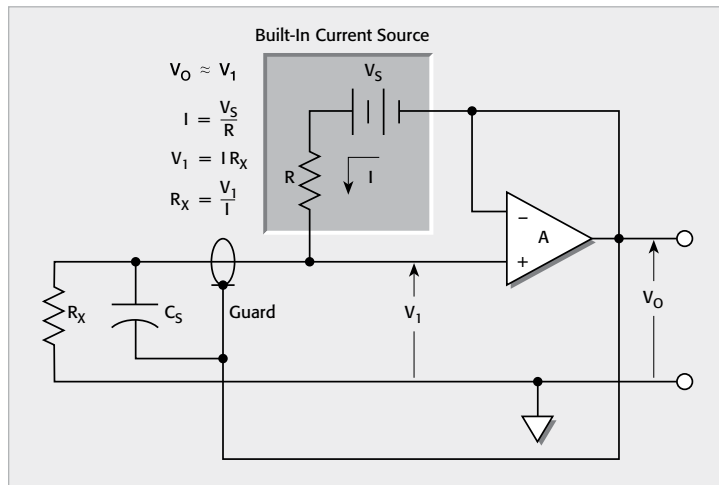 Built-In Current Source
V_O ≈ V_1
I = V_S / R
V_1 = I R_X
R_X = V_1 / I
V_S
R
I
−
+
A
R_X
C_S
Guard
V_1
V_O